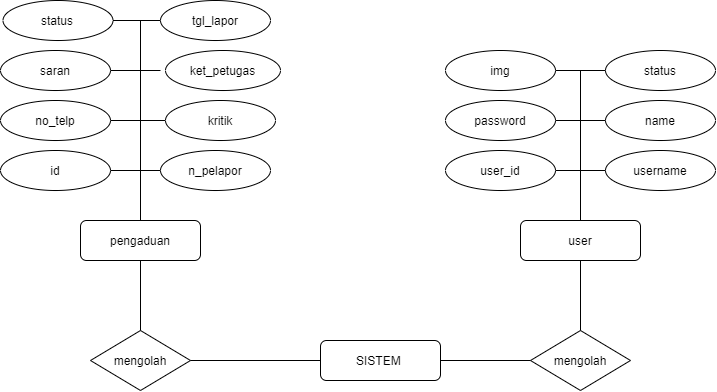 status
tgl_lapor
saran
ket_petugas
img
status
no_telp
kritik
password
name
id
n_pelapor
user_id
username
pengaduan
user
mengolah
SISTEM
mengolah